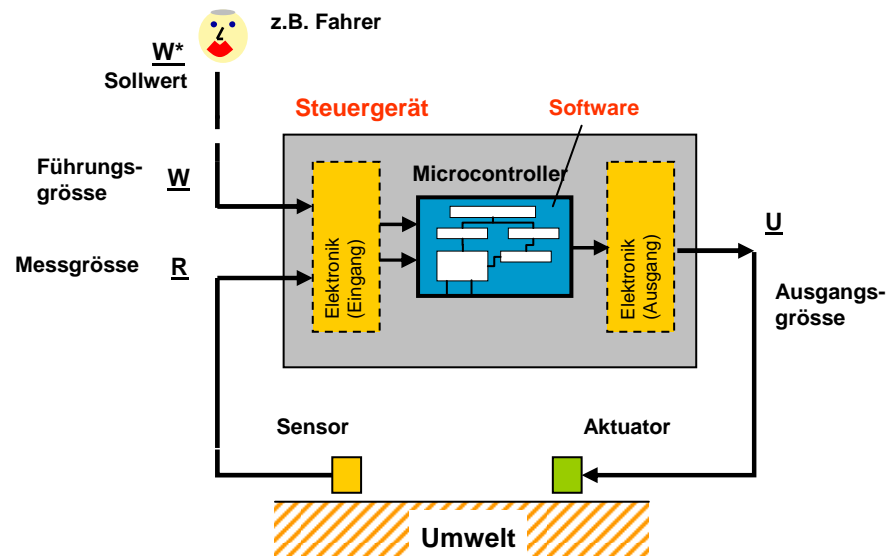 z.B. Fahrer
W*
Sollwert
Steuergerät
Software
Führungs-
grösse
W
Microcontroller
Messgrösse
R
Elektronik
(Eingang)
Elektronik
(Ausgang)
U
Ausgangs-
grösse
Sensor
Aktuator
Umwelt